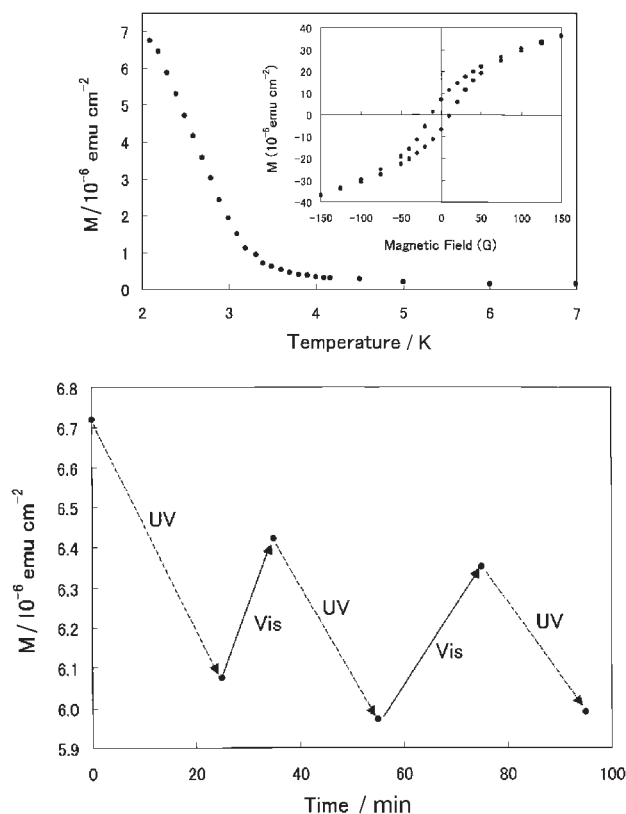 M/10⁻⁶ emu cm⁻²
7
6
5
4
3
2
1
0
2 3 4 5 6 7
Temperature / K
M (10⁻⁶emu cm⁻²)
40
30
20
10
0
-10
-20
-30
-40
-150 -100 -50 0 50 100 150
Magnetic Field (G)
M/10⁻⁶ emu cm⁻²
6.8
6.7
6.6
6.4
6.3
6.2
6.1
6.0
5.9
UV
Vis
UV
Vis
UV
0 20 40 60 80 100
Time / min